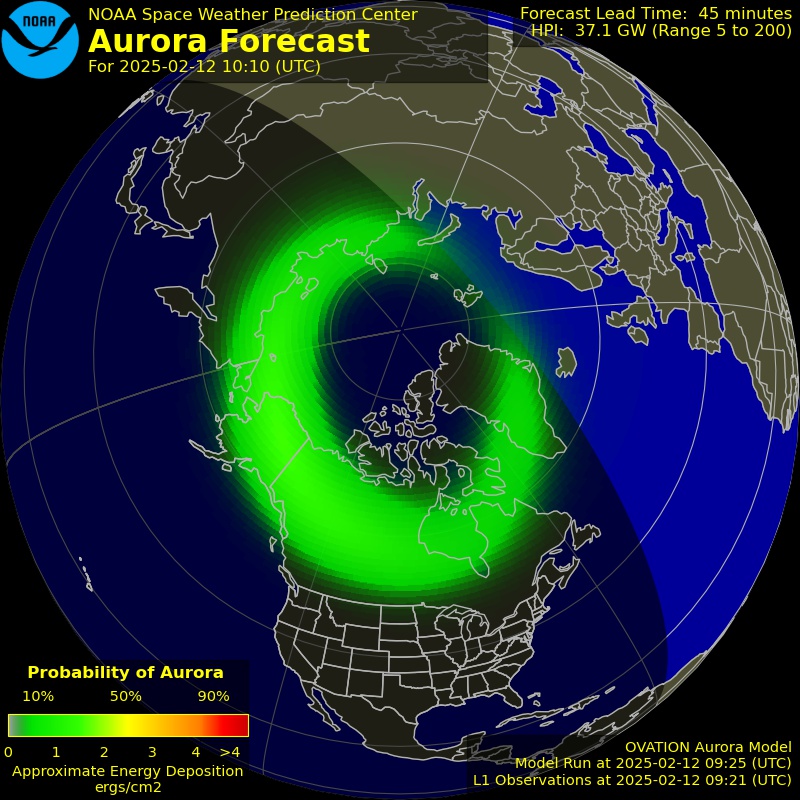 NOAA
NOAA Space Weather Prediction Center
Aurora Forecast
For 2025-02-12 10:10 (UTC)
Forecast Lead Time: 45 minutes
HPI: 37.1 GW (Range 5 to 200)
Probability of Aurora
10% 50% 90%
0 1 2 3 4 >4
Approximate Energy Deposition
ergs/cm2
OVATION Aurora Model
Model Run at 2025-02-12 09:25 (UTC)
L1 Observations at 2025-02-12 09:21 (UTC)